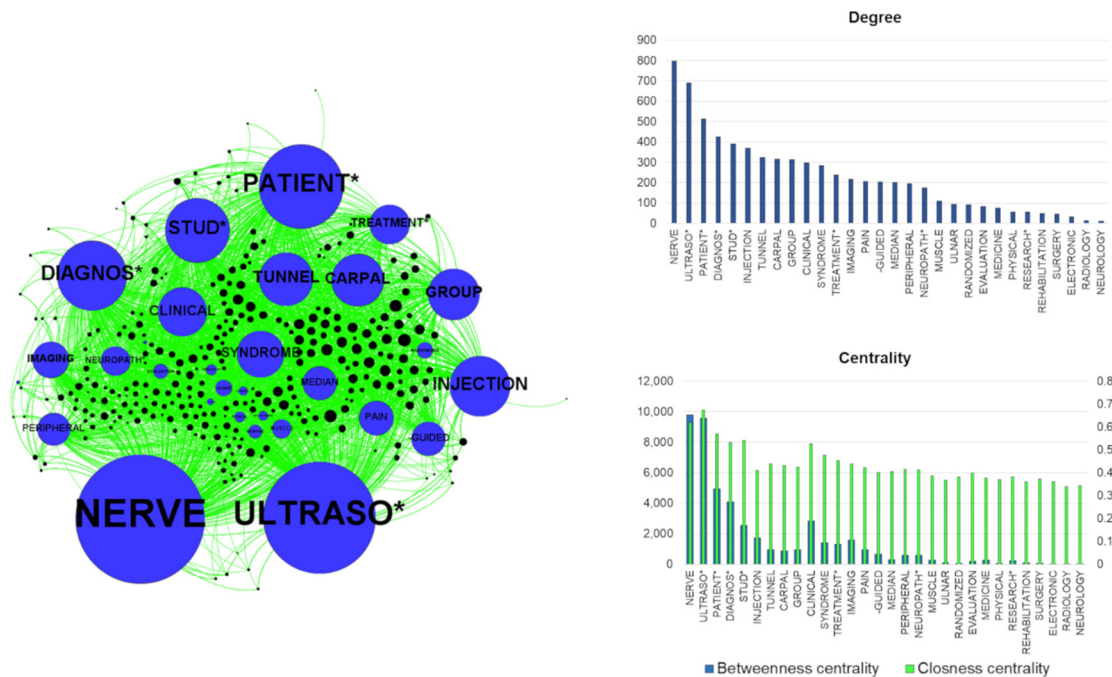 PATIENT*
STUD*
TREATMENT*
DIAGNOS*
TUNNEL
CARPAL
GROUP
CLINICAL
SYNDROME
IMAGING
NEUROPATH*
MEDIAN
INJECTION
PERIPHERAL
PAIN
-GUIDED
MUSCLE
NERVE
ULTRASO*
Degree
900
800
700
600
500
400
300
200
100
0
NERVE
ULTRASO*
PATIENT*
DIAGNOS*
STUD*
INJECTION
TUNNEL
CARPAL
GROUP
CLINICAL
SYNDROME
TREATMENT*
IMAGING
PAIN
-GUIDED
MEDIAN
PERIPHERAL
NEUROPATH*
MUSCLE
ULNAR
RANDOMIZED
EVALUATION
MEDICINE
PHYSICAL
RESEARCH*
REHABILITATION
SURGERY
ELECTRONIC
RADIOLOGY
NEUROLOGY
Centrality
12,000
10,000
8,000
6,000
4,000
2,000
0
0.8
0.7
0.6
0.5
0.4
0.3
0.2
0.1
0
NERVE
ULTRASO*
PATIENT*
DIAGNOS*
STUD*
INJECTION
TUNNEL
CARPAL
GROUP
CLINICAL
SYNDROME
TREATMENT*
IMAGING
PAIN
-GUIDED
MEDIAN
PERIPHERAL
NEUROPATH*
MUSCLE
ULNAR
RANDOMIZED
EVALUATION
MEDICINE
PHYSICAL
RESEARCH*
REHABILITATION
SURGERY
ELECTRONIC
RADIOLOGY
NEUROLOGY
Betweenness centrality
Closness centrality